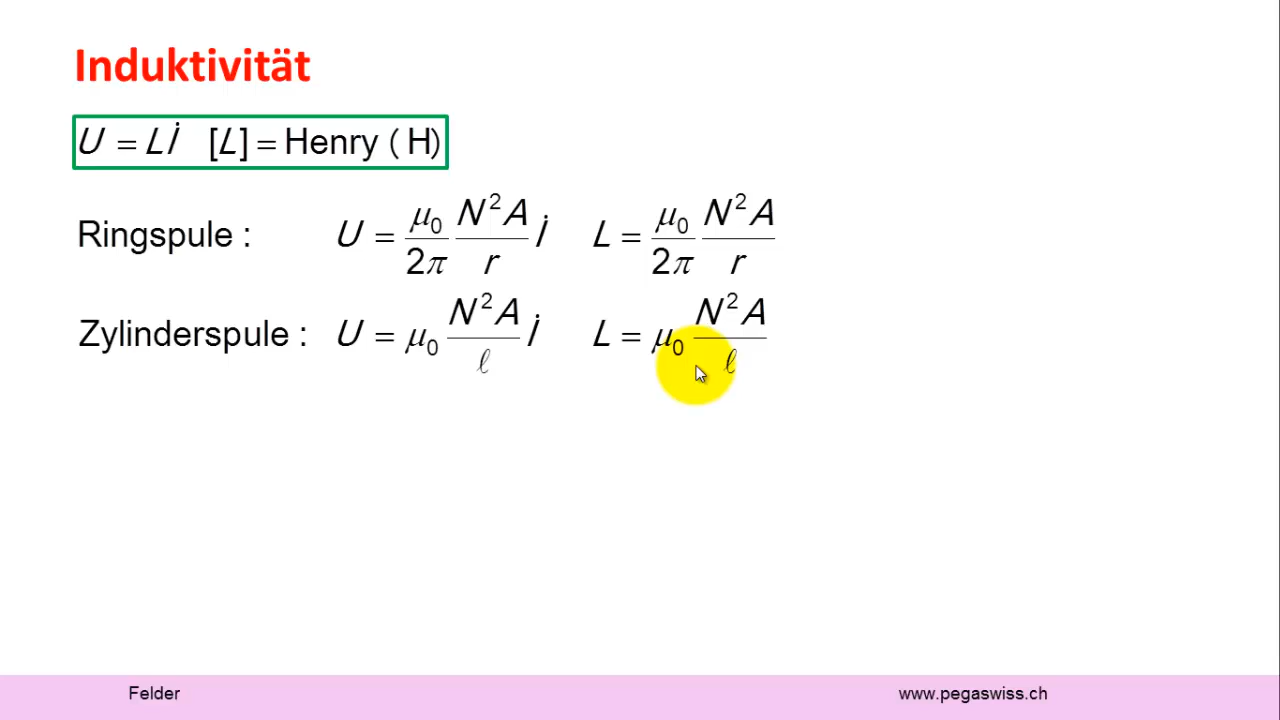 Induktivität
U = Lİ [L] = Henry (H)
Ringspule : U = μ₀/2π N²A/r İ L = μ₀/2π N²A/r
Zylinderspule : U = μ₀ N²A/ℓ İ L = μ₀ N²A/ℓ
Felder www.pegaswiss.ch